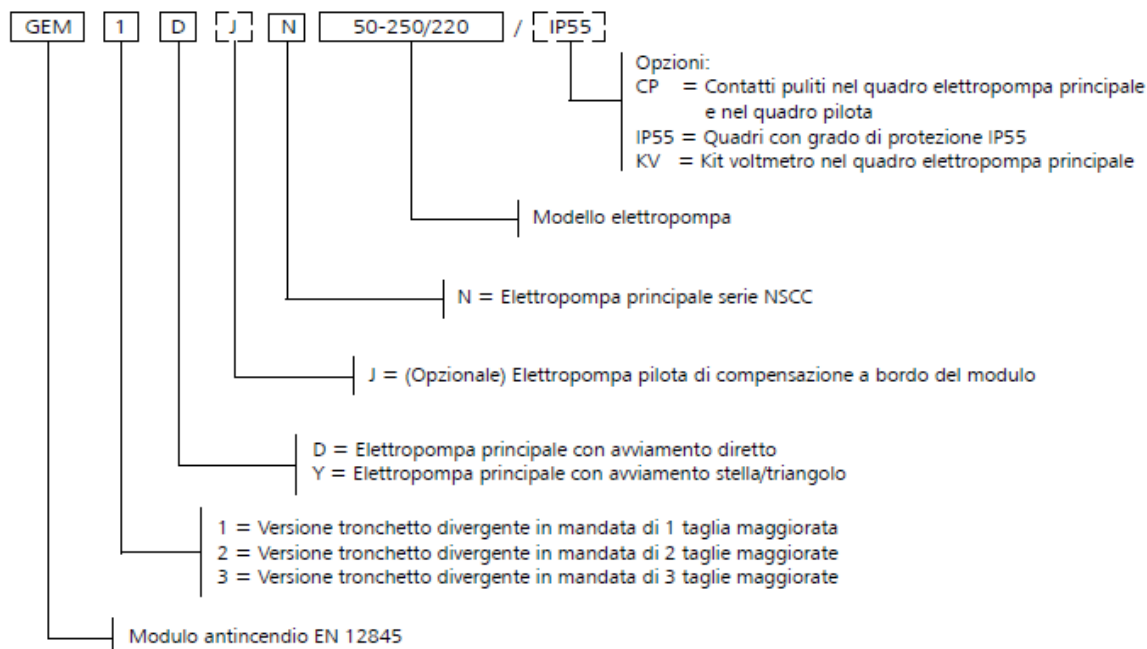 GEM 1 D J N 50-250/220 / IP55
Opzioni:
CP = Contatti puliti nel quadro elettropompa principale
e nel quadro pilota
IP55 = Quadri con grado di protezione IP55
KV = Kit voltmetro nel quadro elettropompa principale
Modello elettropompa
N = Elettropompa principale serie NSCC
J = (Opzionale) Elettropompa pilota di compensazione a bordo del modulo
D = Elettropompa principale con avviamento diretto
Y = Elettropompa principale con avviamento stella/triangolo
1 = Versione tronchetto divergente in mandata di 1 taglia maggiorata
2 = Versione tronchetto divergente in mandata di 2 taglie maggiorate
3 = Versione tronchetto divergente in mandata di 3 taglie maggiorate
Modulo antincendio EN 12845